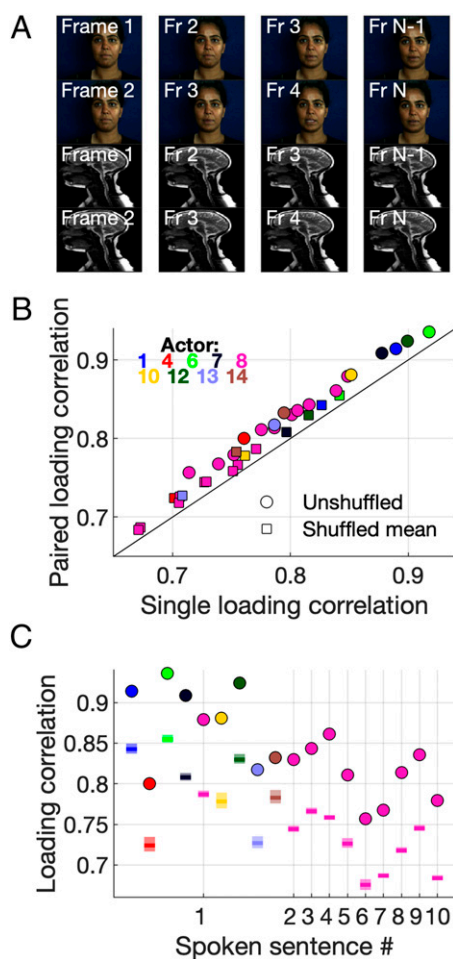 A
Frame 1 Fr 2 Fr 3 Fr N-1
Frame 2 Fr 3 Fr 4 Fr N
Frame 1 Fr 2 Fr 3 Fr N-1
Frame 2 Fr 3 Fr 4 Fr N
B
Paired loading correlation
0.9
0.8
0.7
Actor:
1 4 6 7 8
10 12 13 14
Unshuffled
Shuffled mean
0.7 0.8 0.9
Single loading correlation
C
Loading correlation
0.9
0.85
0.8
0.75
0.7
1 2 3 4 5 6 7 8 9 10
Spoken sentence #